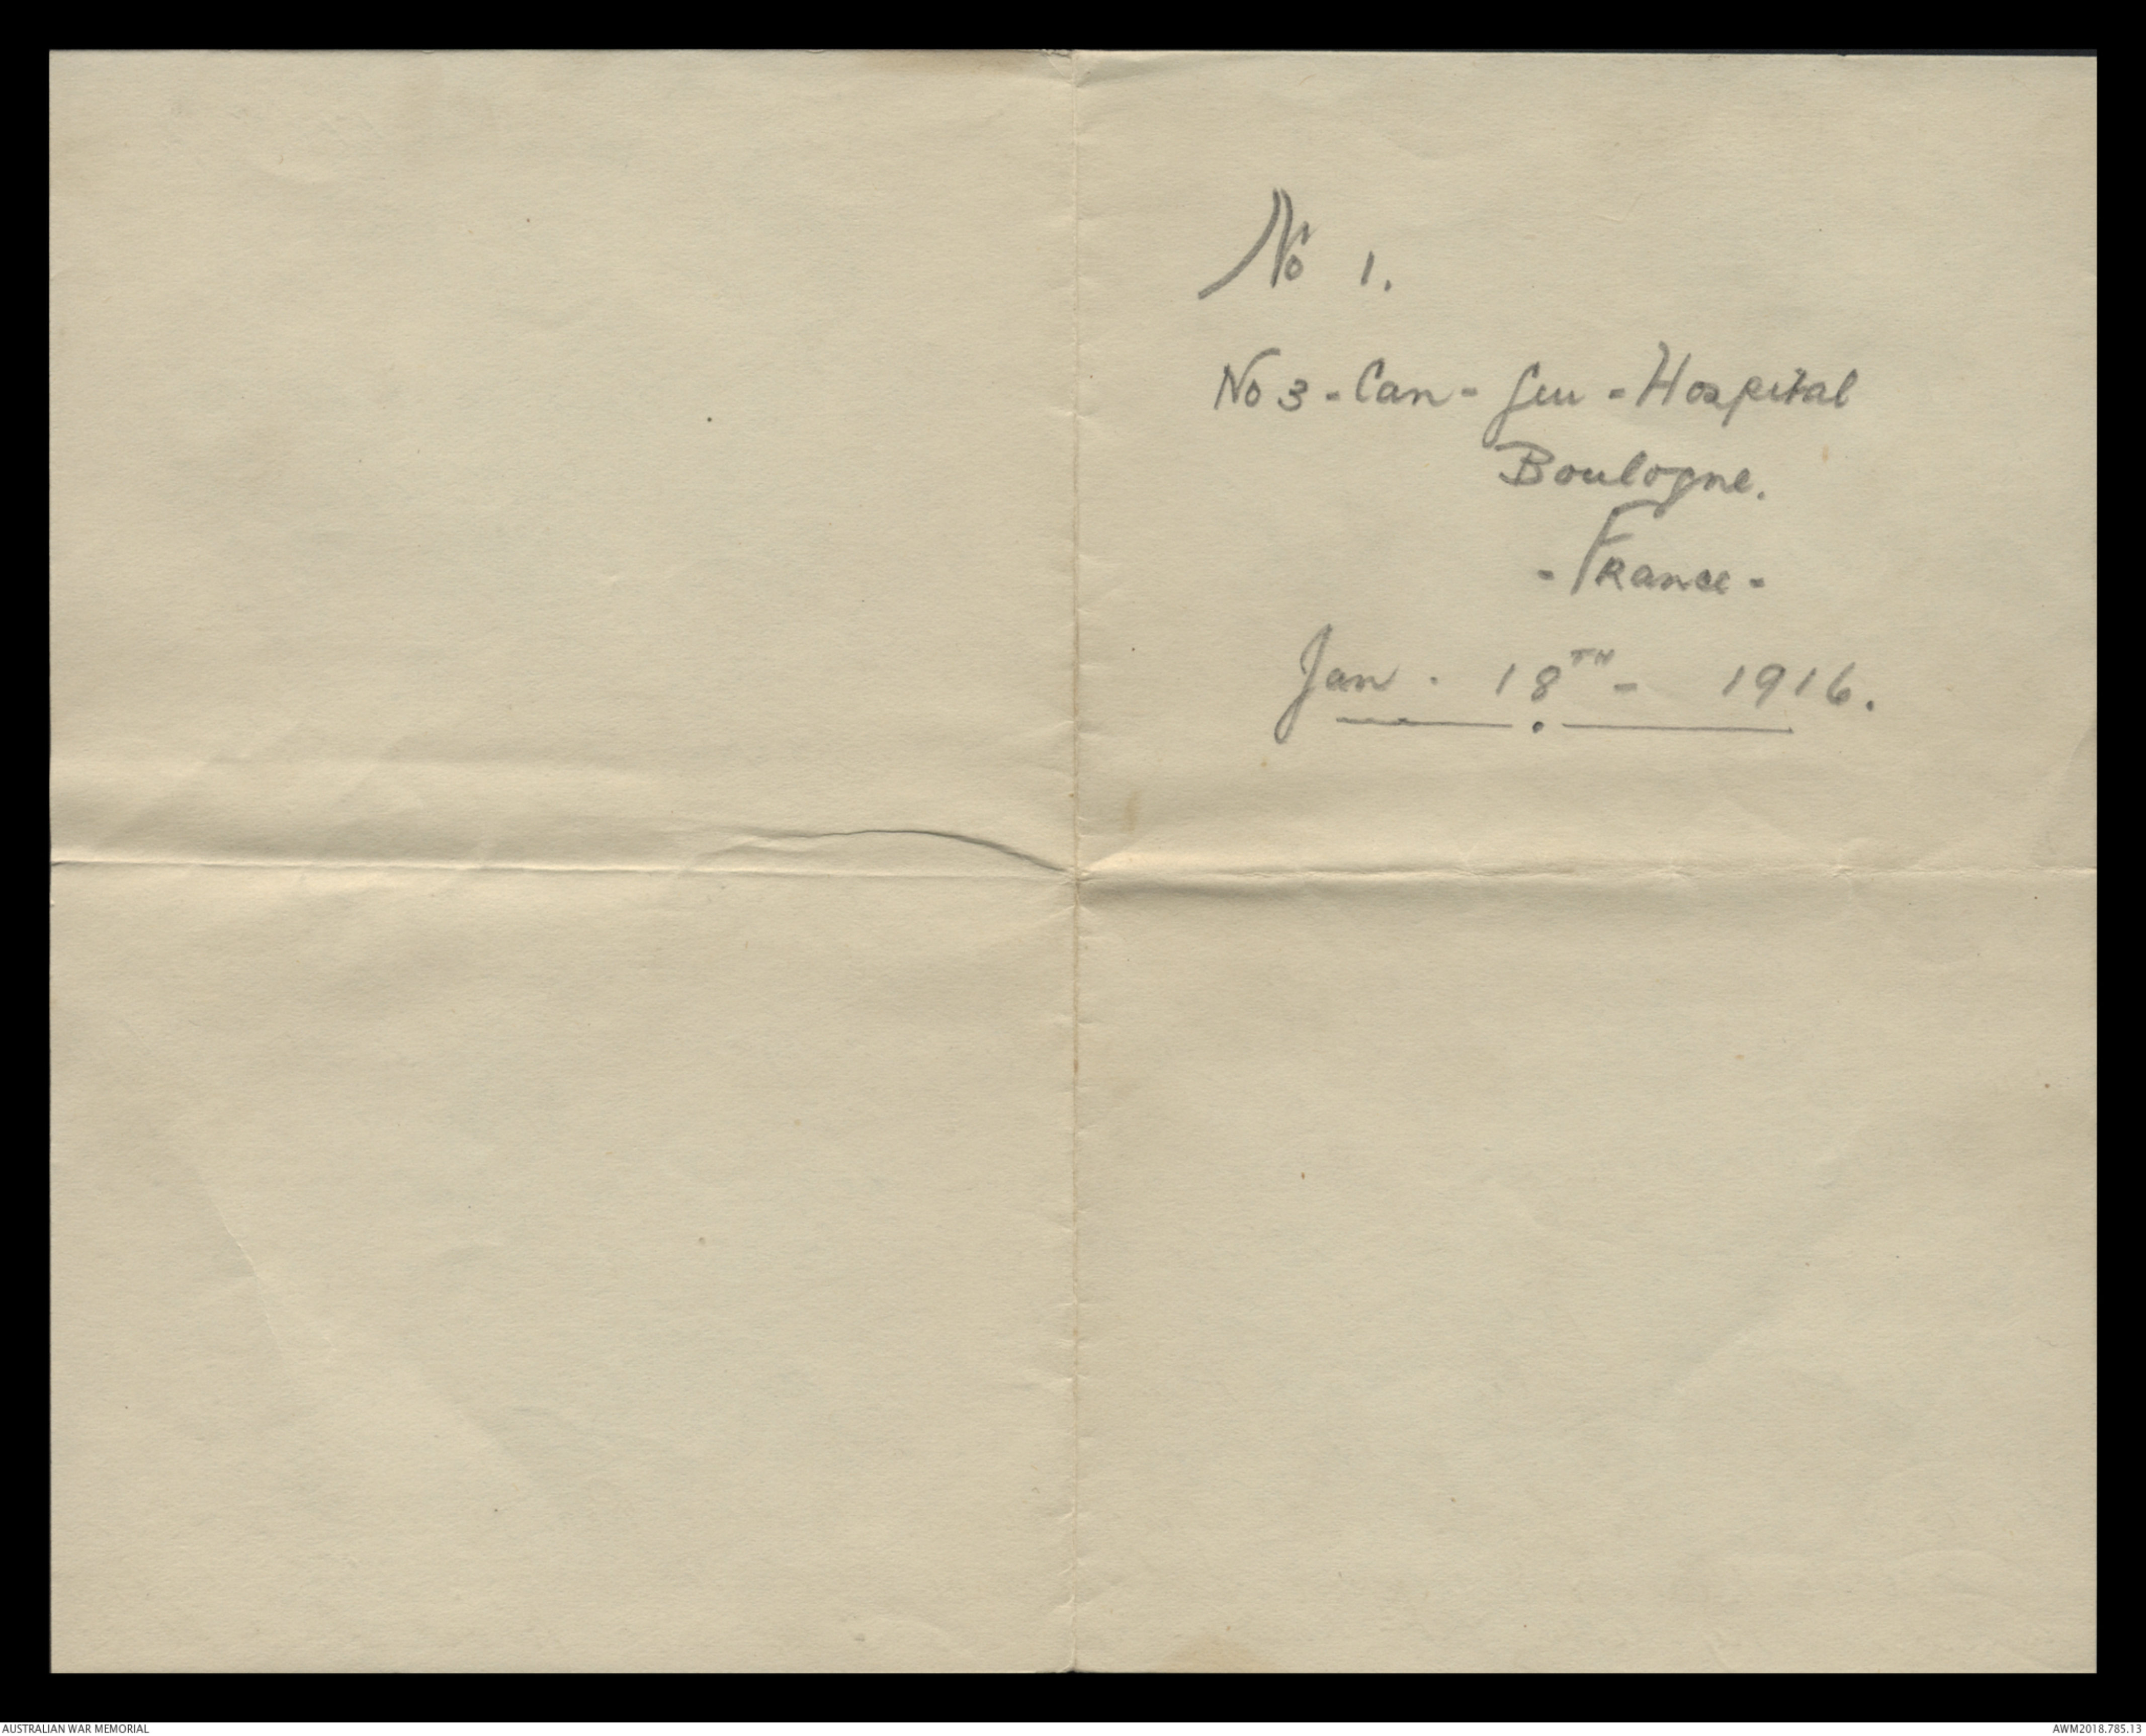 No 1.
No 3 - Can - Gen - Hospital
Boulogne.
- France -
Jan. 18TH - 1916.
AUSTRALIAN WAR MEMORIAL
AWM2018.785.13